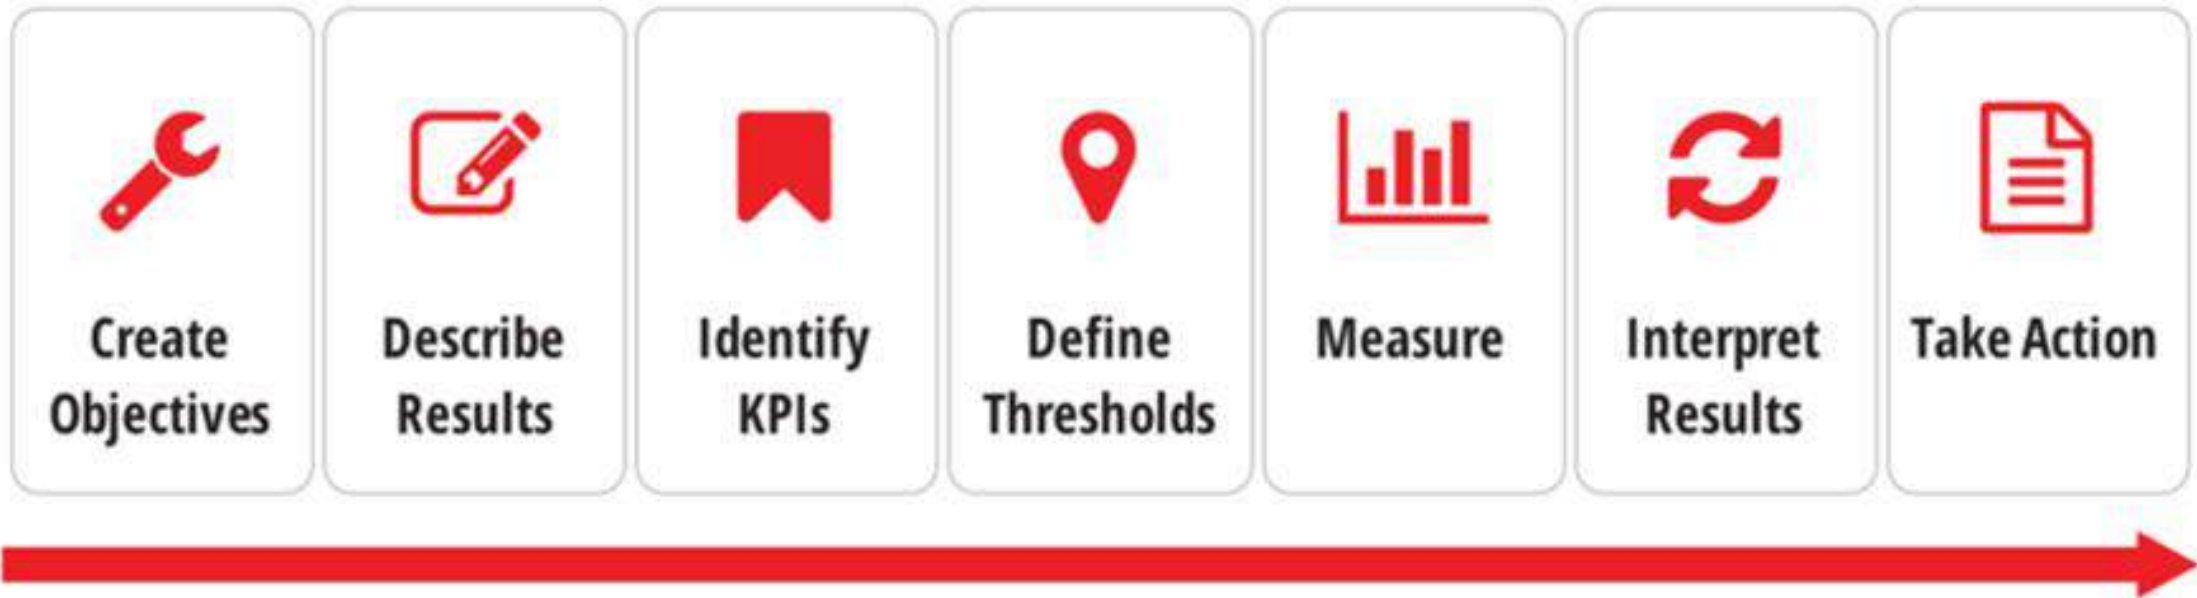 Create
Objectives
Describe
Results
Identify
KPIs
Define
Thresholds
Measure
Interpret
Results
Take Action